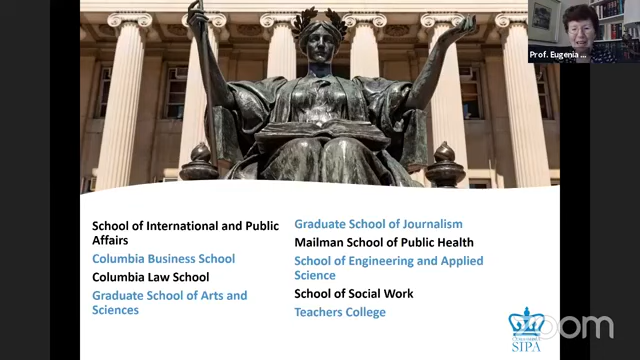 Prof. Eugenia ...
School of International and Public
Affairs
Columbia Business School
Columbia Law School
Graduate School of Arts and
Sciences
Graduate School of Journalism
Mailman School of Public Health
School of Engineering and Applied
Science
School of Social Work
Teachers College
SIPA
zoom